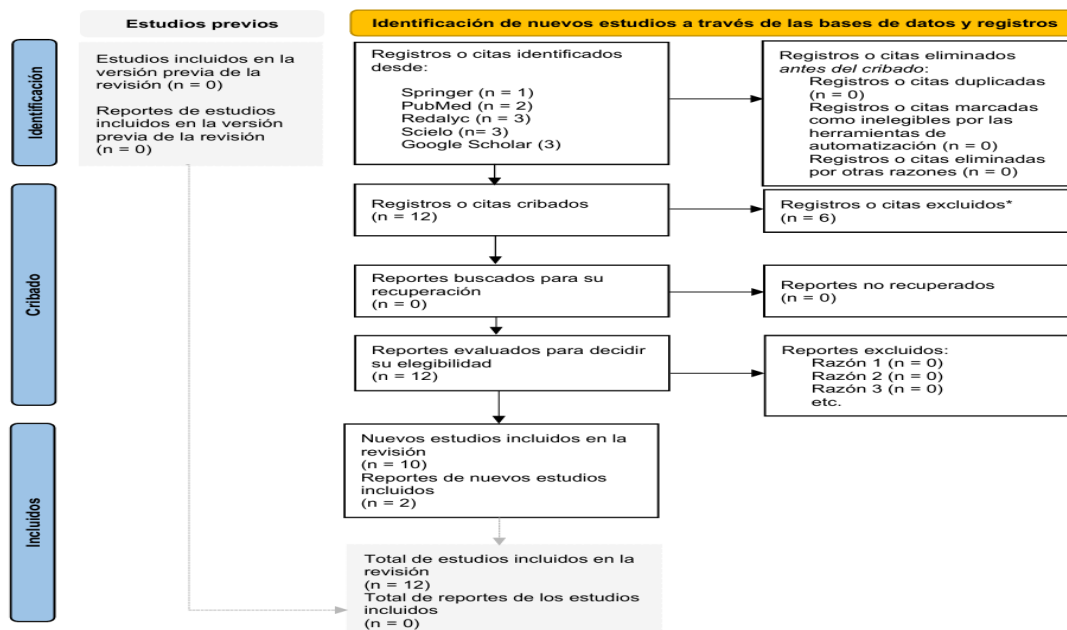 Estudios previos
Identificación de nuevos estudios a través de las bases de datos y registros
Identificación
Estudios incluidos en la
versión previa de la
revisión (n = 0)
Reportes de estudios
incluidos en la versión
previa de la revisión
(n = 0)
Registros o citas identificados
desde:
Springer (n = 1)
PubMed (n = 2)
Redalyc (n = 3)
Scielo (n= 3)
Google Scholar (3)
Registros o citas eliminados
antes del cribado:
Registros o citas duplicadas
(n = 0)
Registros o citas marcadas
como inelegibles por las
herramientas de
automatización (n = 0)
Registros o citas eliminadas
por otras razones (n = 0)
Cribado
Registros o citas cribados
(n = 12)
Registros o citas excluidos*
(n = 6)
Reportes buscados para su
recuperación
(n = 0)
Reportes no recuperados
(n = 0)
Reportes evaluados para decidir
su elegibilidad
(n = 12)
Reportes excluidos:
Razón 1 (n = 0)
Razón 2 (n = 0)
Razón 3 (n = 0)
etc.
Incluidos
Nuevos estudios incluidos en la
revisión
(n = 10)
Reportes de nuevos estudios
incluidos
(n = 2)
Total de estudios incluidos en la
revisión
(n = 12)
Total de reportes de los estudios
incluidos
(n = 0)